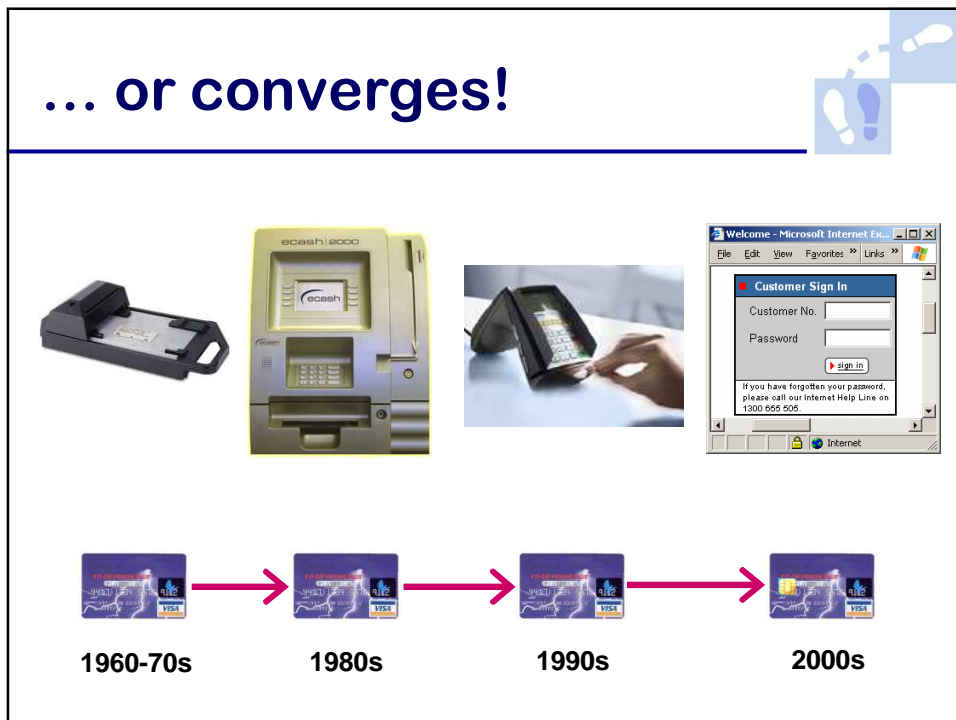 ... or converges!
ecash 2000
ecash
Welcome - Microsoft Internet Ex...
File Edit View Favorites » Links »
Customer Sign In
Customer No.
Password
sign in
If you have forgotten your password,
please call our Internet Help Line on
1300 655 505.
Internet
VISA
VISA
VISA
VISA
1960-70s
1980s
1990s
2000s